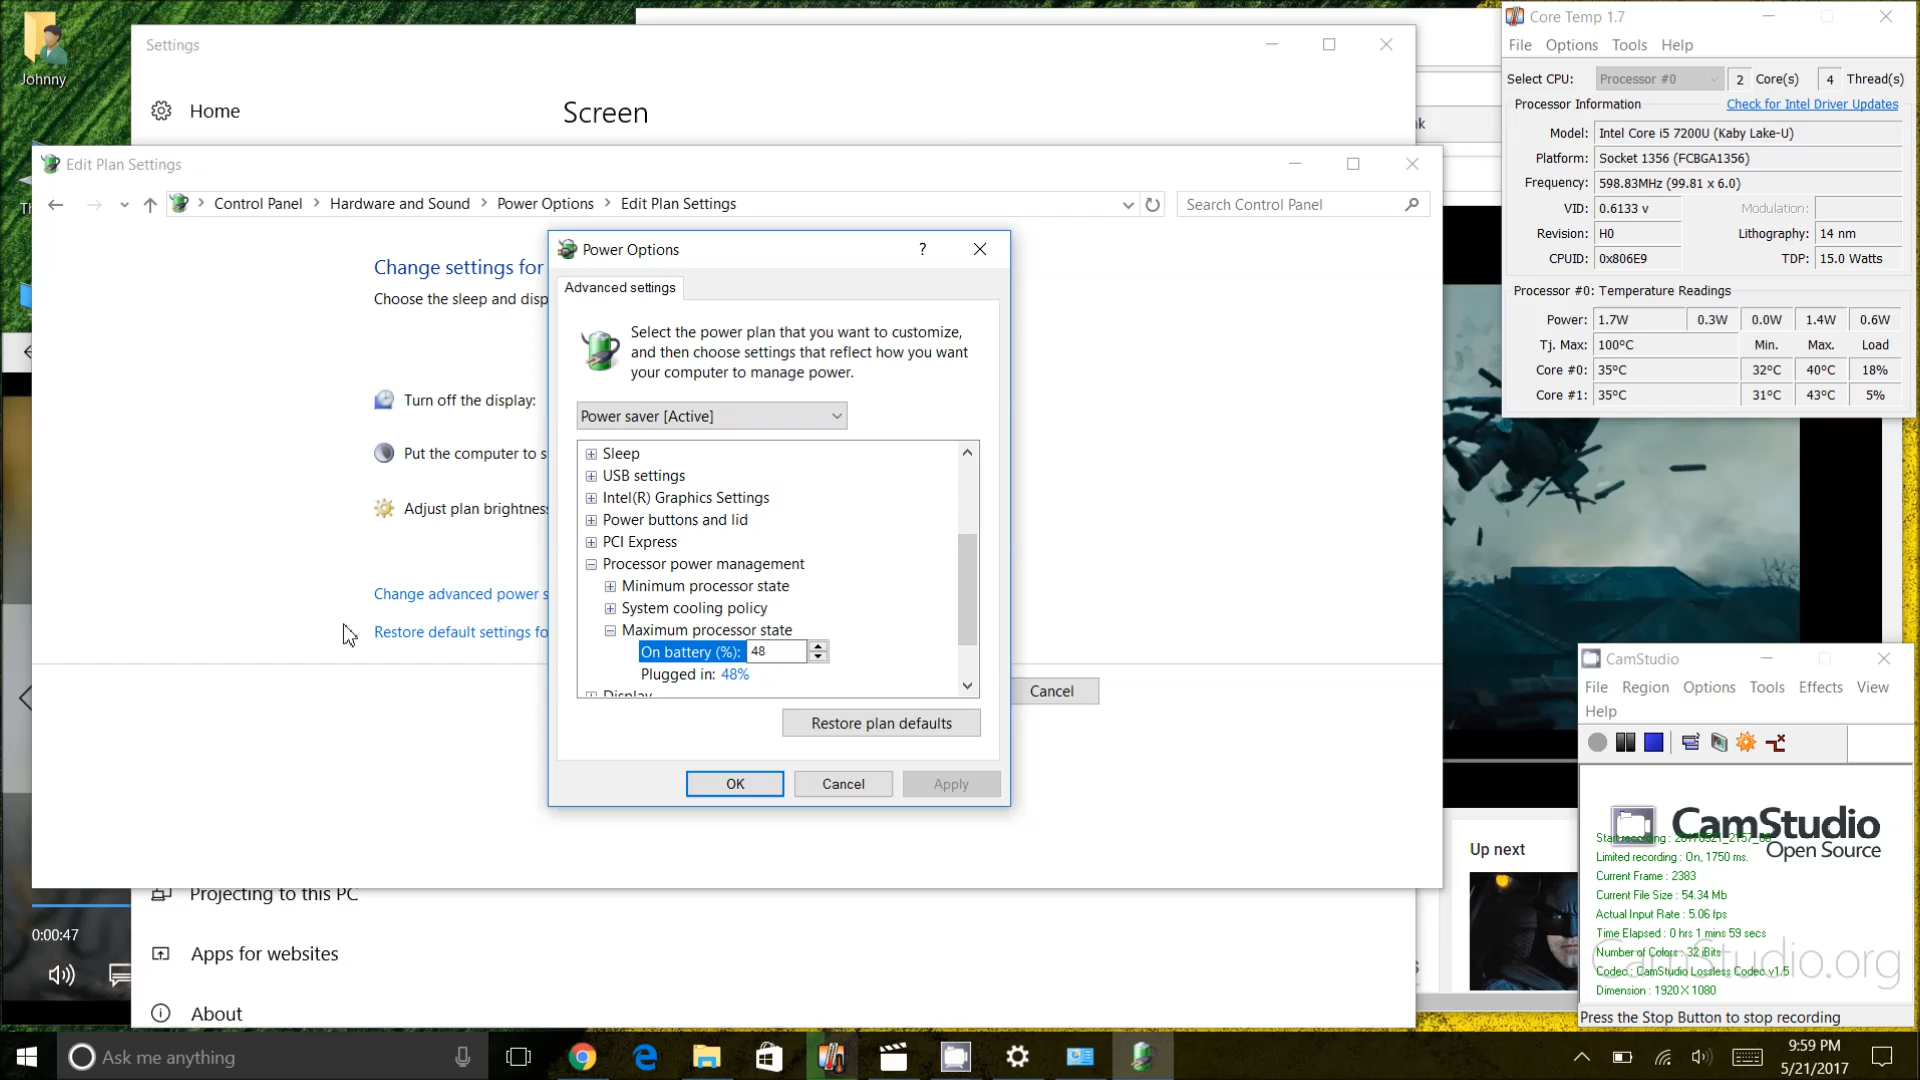 Johnny
Settings
Home
Screen
Edit Plan Settings
Control Panel
Hardware and Sound
Power Options
Edit Plan Settings
Search Control Panel
Change settings for
Choose the sleep and disp
Turn off the display:
Put the computer to s
Adjust plan brightness
Change advanced power s
Restore default settings fo
Cancel
Power Options
?
Advanced settings
Select the power plan that you want to customize,
and then choose settings that reflect how you want
your computer to manage power.
Power saver [Active]
Sleep
USB settings
Intel(R) Graphics Settings
Power buttons and lid
PCI Express
Processor power management
Minimum processor state
System cooling policy
Maximum processor state
On battery (%): 48
Plugged in: 48%
Display
Restore plan defaults
OK
Cancel
Apply
Projecting to this PC
Apps for websites
About
0:00:47
Core Temp 1.7
File Options Tools Help
Select CPU: Processor #0 2 Core(s) 4 Thread(s)
Processor Information Check for Intel Driver Updates
Model: Intel Core i5 7200U (Kaby Lake-U)
Platform: Socket 1356 (FCBGA1356)
Frequency: 598.83MHz (99.81 x 6.0)
VID: 0.6133 v Modulation:
Revision: H0 Lithography: 14 nm
CPUID: 0x806E9 TDP: 15.0 Watts
Processor #0: Temperature Readings
Power: 1.7W 0.3W 0.0W 1.4W 0.6W
Tj. Max: 100°C Min. Max. Load
Core #0: 35°C 32°C 40°C 18%
Core #1: 35°C 31°C 43°C 5%
Up next
CamStudio
File Region Options Tools Effects View
Help
CamStudio
Open Source
Limited recording : On, 1750 ms.
Current Frame : 2383
Current File Size : 54.34 Mb
Actual Input Rate : 5.06 fps
Time Elapsed : 0 hrs 1 mins 59 secs
Number of Colors : 32 Bits
Codec : CamStudio Lossless Codec v1.5
Dimension : 1920 X 1080
CamStudio.org
Press the Stop Button to stop recording
Ask me anything
9:59 PM
5/21/2017